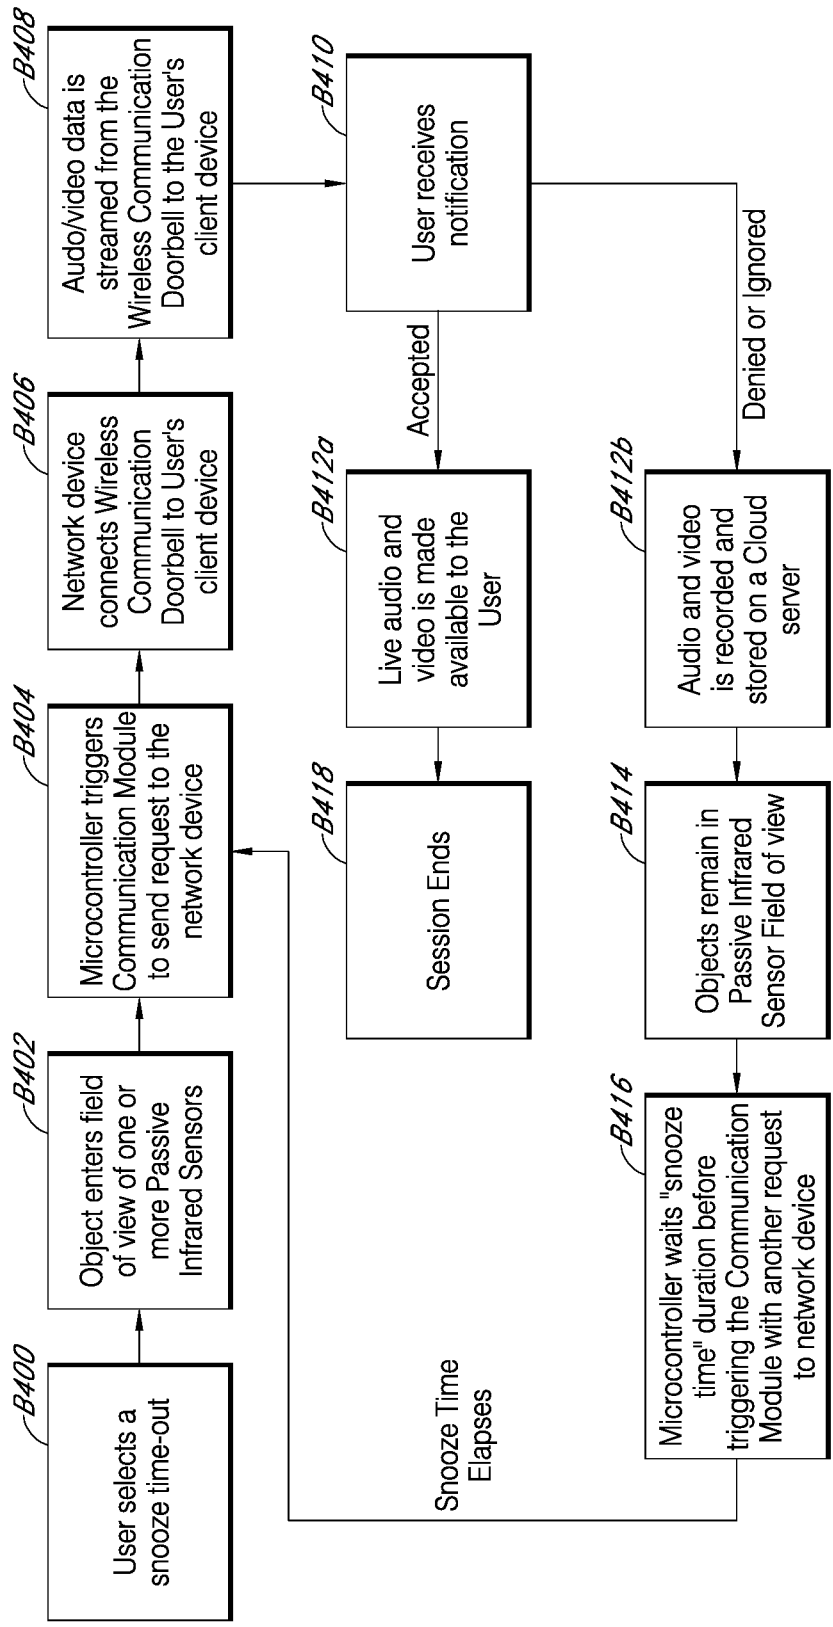 B400
User selects a
snooze time-out
B402
Object enters field
of view of one or
more Passive
Infrared Sensors
B404
Microcontroller triggers
Communication Module
to send request to the
network device
B406
Network device
connects Wireless
Communication
Doorbell to User's
client device
B408
Audo/video data is
streamed from the
Wireless Communication
Doorbell to the User's
client device
B410
User receives
notification
Accepted
B412a
Live audio and
video is made
available to the
User
B418
Session Ends
Denied or Ignored
B412b
Audio and video
is recorded and
stored on a Cloud
server
B414
Objects remain in
Passive Infrared
Sensor Field of view
B416
Microcontroller waits "snooze
time" duration before
triggering the Communication
Module with another request
to network device
Snooze Time
Elapses